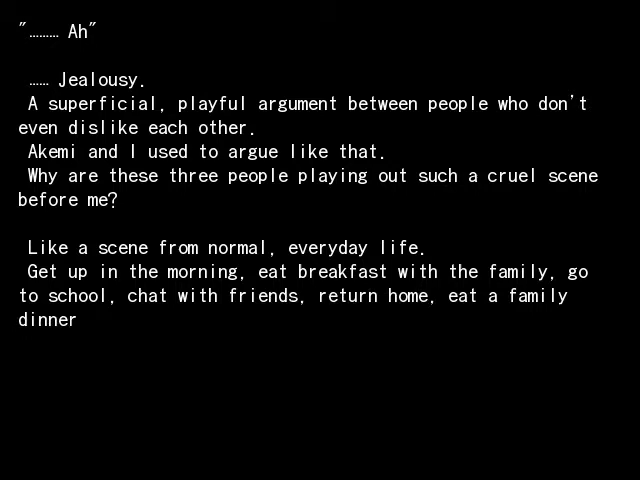 "……… Ah"
…… Jealousy.
A superficial, playful argument between people who don't
even dislike each other.
Akemi and I used to argue like that.
Why are these three people playing out such a cruel scene
before me?
Like a scene from normal, everyday life.
Get up in the morning, eat breakfast with the family, go
to school, chat with friends, return home, eat a family
dinner